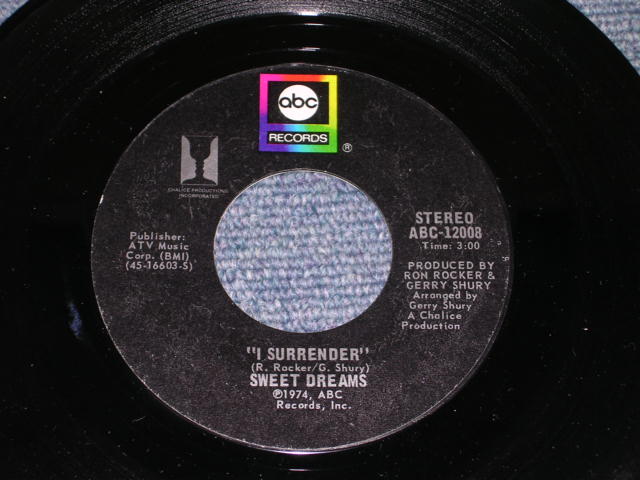 abc
RECORDS
®
CHALICE PRODUCTIONS
INCORPORATED
Publisher:
ATV Music
Corp. (BMI)
(45-16603-S)
STEREO
ABC-12008
Time: 3:00
PRODUCED BY
RON ROCKER &
GERRY SHURY
Arranged by
Gerry Shury
A Chalice
Production
"I SURRENDER"
(R. Rocker/G. Shury)
SWEET DREAMS
℗1974, ABC
Records, Inc.